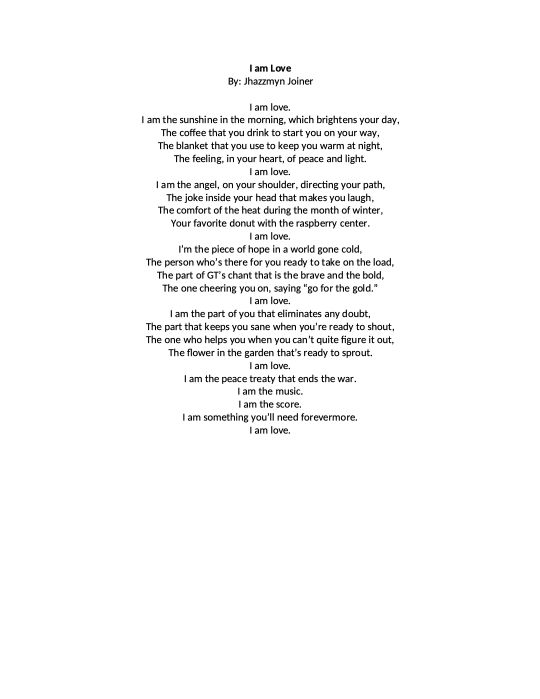 I am Love
By: Jhazzmyn Joiner
I am love.
I am the sunshine in the morning, which brightens your day,
The coffee that you drink to start you on your way,
The blanket that you use to keep you warm at night,
The feeling, in your heart, of peace and light.
I am love.
I am the angel, on your shoulder, directing your path,
The joke inside your head that makes you laugh,
The comfort of the heat during the month of winter,
Your favorite donut with the raspberry center.
I am love.
I'm the piece of hope in a world gone cold,
The person who's there for you ready to take on the load,
The part of GT's chant that is the brave and the bold,
The one cheering you on, saying “go for the gold.”
I am love.
I am the part of you that eliminates any doubt,
The part that keeps you sane when you're ready to shout,
The one who helps you when you can't quite figure it out,
The flower in the garden that's ready to sprout.
I am love.
I am the peace treaty that ends the war.
I am the music.
I am the score.
I am something you'll need forevermore.
I am love.